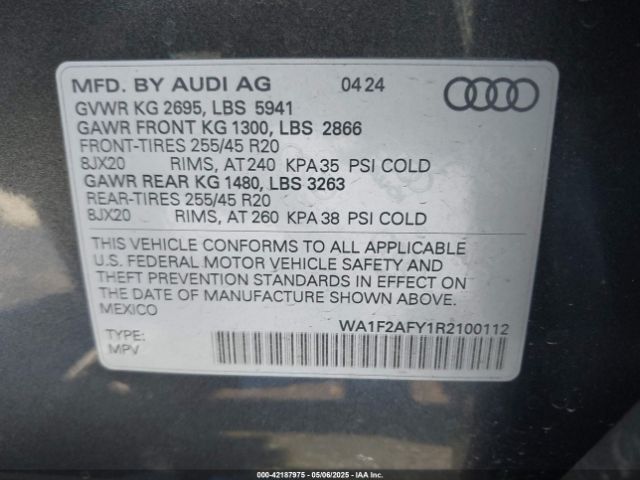 MFD. BY AUDI AG 04 24
GVWR KG 2695, LBS 5941
GAWR FRONT KG 1300, LBS 2866
FRONT-TIRES 255/45 R20
8JX20 RIMS, AT 240 KPA 35 PSI COLD
GAWR REAR KG 1480, LBS 3263
REAR-TIRES 255/45 R20
8JX20 RIMS, AT 260 KPA 38 PSI COLD
THIS VEHICLE CONFORMS TO ALL APPLICABLE
U.S. FEDERAL MOTOR VEHICLE SAFETY AND
THEFT PREVENTION STANDARDS IN EFFECT ON
THE DATE OF MANUFACTURE SHOWN ABOVE.
MEXICO
WA1F2AFY1R2100112
TYPE:
MPV
000-42187975 - 05/06/2025 - IAA Inc.